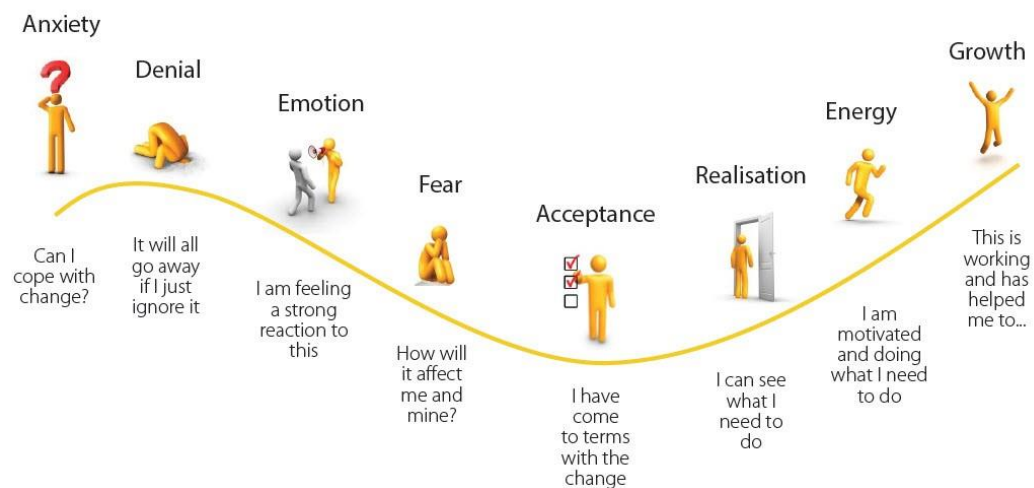 Anxiety
Can I
cope with
change?
Denial
It will all
go away
if I just
ignore it
Emotion
I am feeling
a strong
reaction to
this
Fear
How will
it affect
me and
mine?
Acceptance
I have
come
to terms
with the
change
Realisation
I can see
what I
need to
do
Energy
I am
motivated
and doing
what I need
to do
Growth
This is
working
and has
helped
me to...